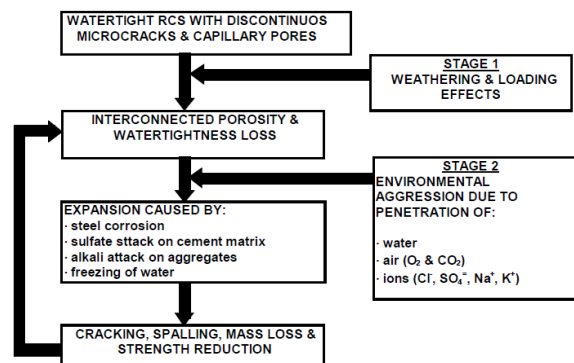 WATERTIGHT RCS WITH DISCONTINUOS
MICROCRACKS & CAPILLARY PORES
STAGE 1
WEATHERING & LOADING
EFFECTS
INTERCONNECTED POROSITY &
WATERTIGHTNESS LOSS
STAGE 2
ENVIRONMENTAL
AGGRESSION DUE TO
PENETRATION OF:
· water
· air (O₂ & CO₂)
· ions (Cl⁻, SO₄⁼, Na⁺, K⁺)
EXPANSION CAUSED BY:
· steel corrosion
· sulfate sttack on cement matrix
· alkali attack on aggregates
· freezing of water
CRACKING, SPALLING, MASS LOSS &
STRENGTH REDUCTION